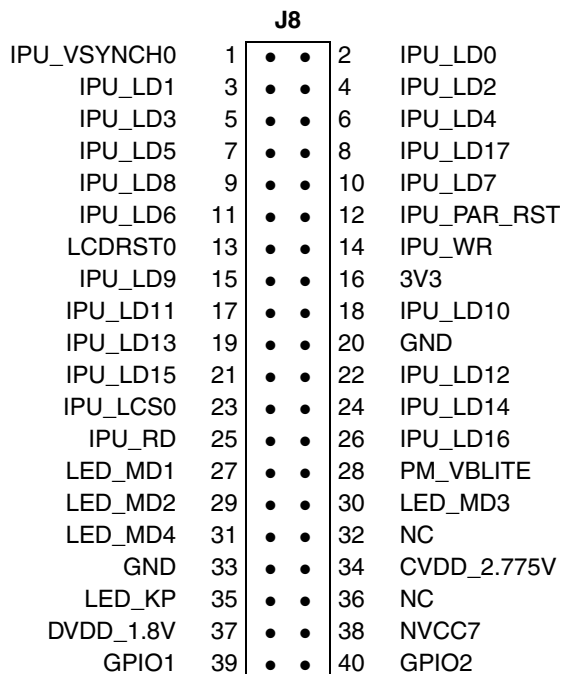 J8
IPU_VSYNCH0 1 • • 2 IPU_LD0
IPU_LD1 3 • • 4 IPU_LD2
IPU_LD3 5 • • 6 IPU_LD4
IPU_LD5 7 • • 8 IPU_LD17
IPU_LD8 9 • • 10 IPU_LD7
IPU_LD6 11 • • 12 IPU_PAR_RST
LCDRST0 13 • • 14 IPU_WR
IPU_LD9 15 • • 16 3V3
IPU_LD11 17 • • 18 IPU_LD10
IPU_LD13 19 • • 20 GND
IPU_LD15 21 • • 22 IPU_LD12
IPU_LCS0 23 • • 24 IPU_LD14
IPU_RD 25 • • 26 IPU_LD16
LED_MD1 27 • • 28 PM_VBLITE
LED_MD2 29 • • 30 LED_MD3
LED_MD4 31 • • 32 NC
GND 33 • • 34 CVDD_2.775V
LED_KP 35 • • 36 NC
DVDD_1.8V 37 • • 38 NVCC7
GPIO1 39 • • 40 GPIO2